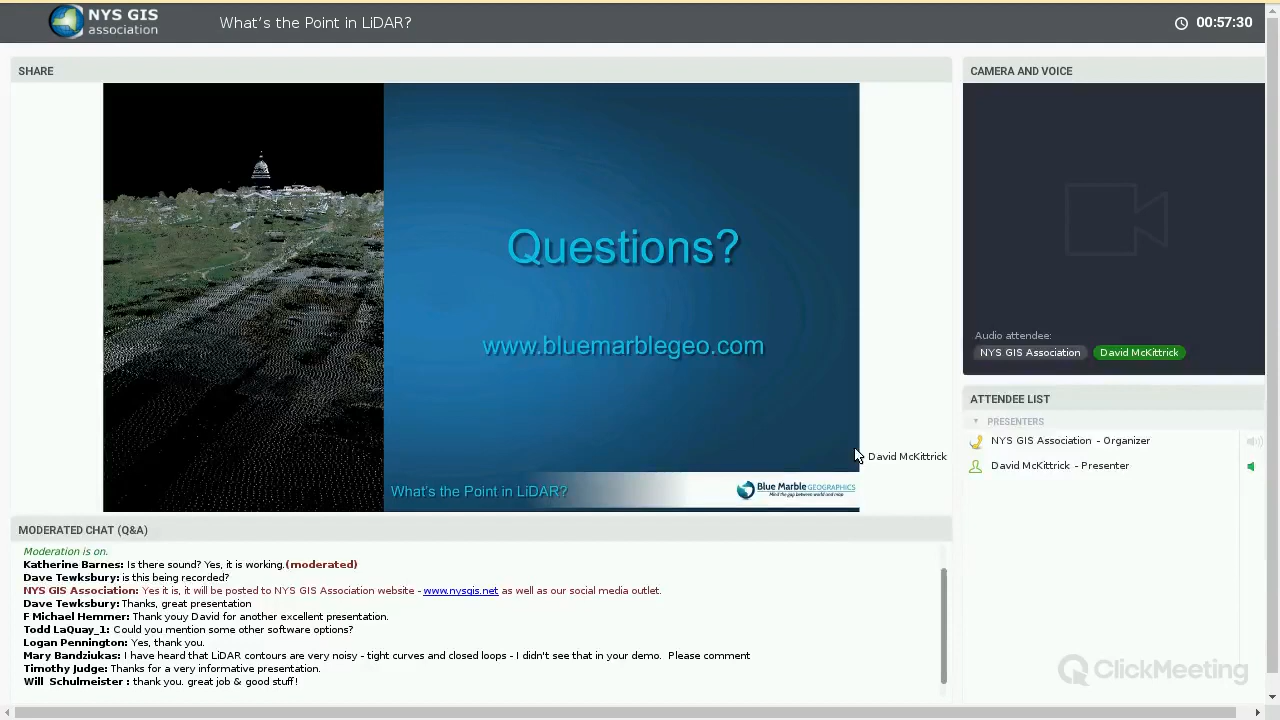 NYS GIS
association
What's the Point in LiDAR?
00:57:30
SHARE
Questions?
www.bluemarblegeo.com
What's the Point in LiDAR?
Blue Marble GEOGRAPHICS
Mind the gap between world and map
David McKittrick
CAMERA AND VOICE
Audio attendee:
NYS GIS Association David McKittrick
ATTENDEE LIST
PRESENTERS
NYS GIS Association - Organizer
David McKittrick - Presenter
MODERATED CHAT (Q&A)
Moderation is on.
Katherine Barnes: Is there sound? Yes, it is working.(moderated)
Dave Tewksbury: is this being recorded?
NYS GIS Association: Yes it is, it will be posted to NYS GIS Association website - www.nysgis.net as well as our social media outlet.
Dave Tewksbury: Thanks, great presentation
F Michael Hemmer: Thank youy David for another excellent presentation.
Todd LaQuay_1: Could you mention some other software options?
Logan Pennington: Yes, thank you.
Mary Bandziukas: I have heard that LiDAR contours are very noisy - tight curves and closed loops - I didn't see that in your demo.  Please comment
Timothy Judge: Thanks for a very informative presentation.
Will  Schulmeister : thank you. great job & good stuff!
ClickMeeting